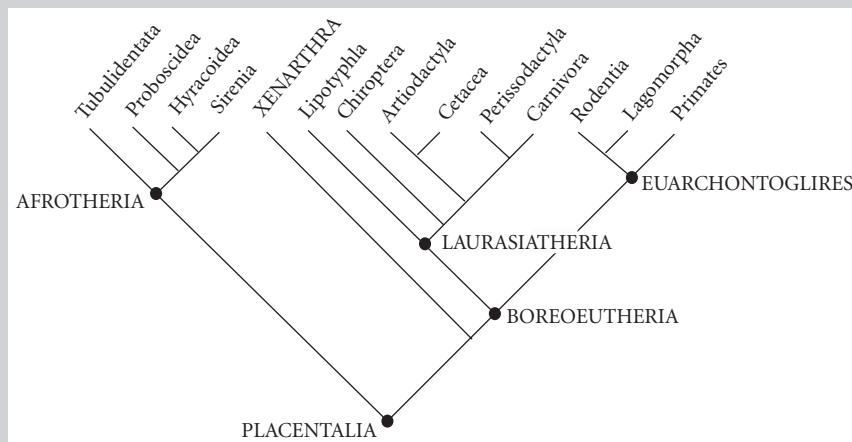 Tubulidentata
Proboscidea
Hyracoidea
Sirenia
XENARTHRA
Lipotyphla
Chiroptera
Artiodactyla
Cetacea
Perissodactyla
Carnivora
Rodentia
Lagomorpha
Primates
AFROTHERIA
EUARCHONTOGLIRES
LAURASIATHERIA
BOREOEUTHERIA
PLACENTALIA